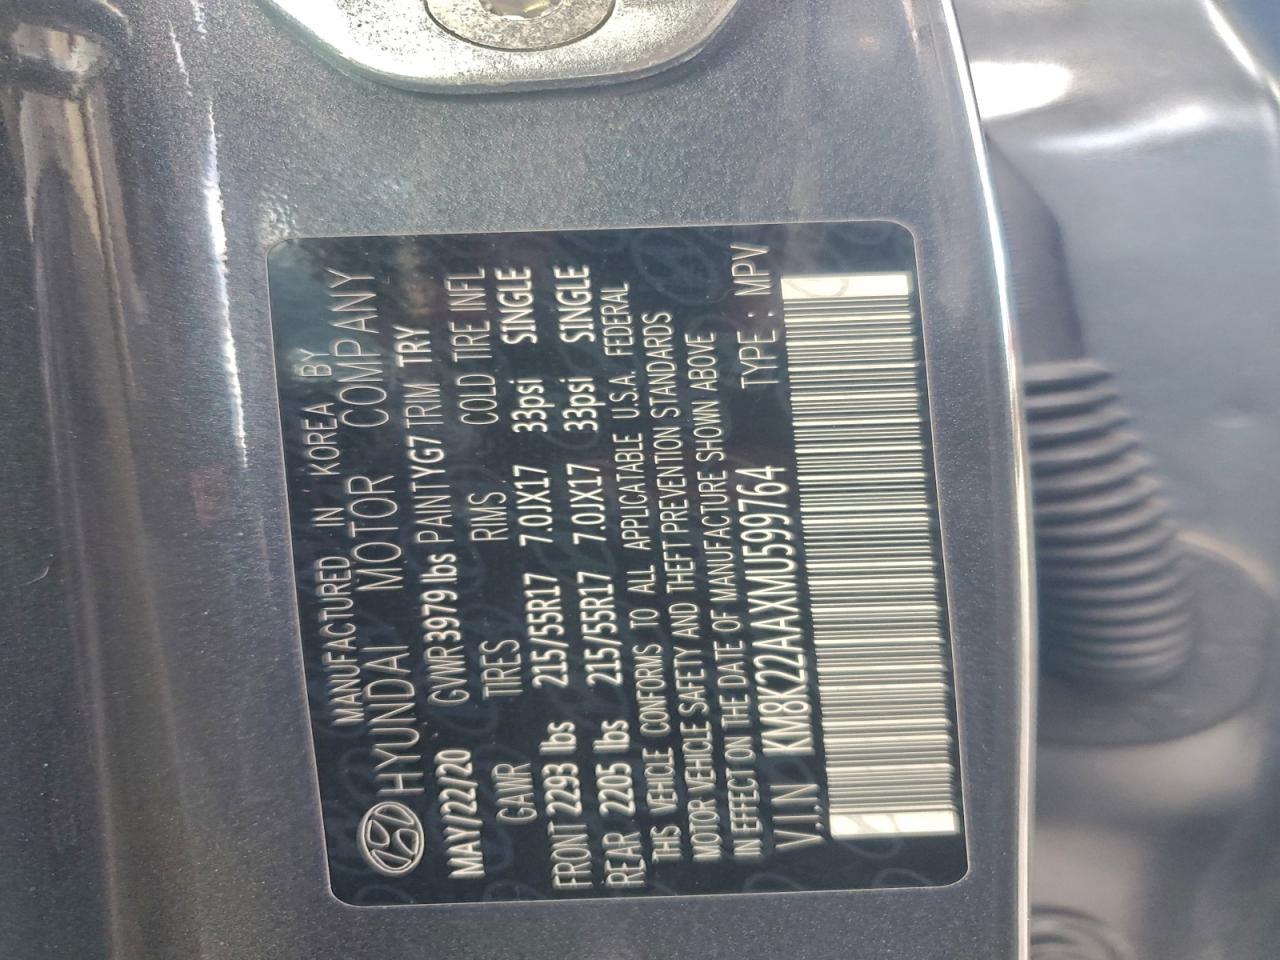 MANUFACTURED IN KOREA BY
HYUNDAI MOTOR COMPANY
MAY/22/20 GVWR 3979 lbs PAINT YG7 TRIM TRY
GAWR TIRES RIMS COLD TIRE INFL
FRONT 2293 lbs 215/55R17 7.0JX17 33psi SINGLE
REAR 2205 lbs 215/55R17 7.0JX17 33psi SINGLE
THIS VEHICLE CONFORMS TO ALL APPLICATABLE U.S.A. FEDERAL
MOTOR VEHICLE SAFETY AND THEFT PREVENTION STANDARDS
IN EFFECT ON THE DATE OF MANUFACTURE SHOWN ABOVE
V.I.N KM8K22AAXMU599764 TYPE : MPV